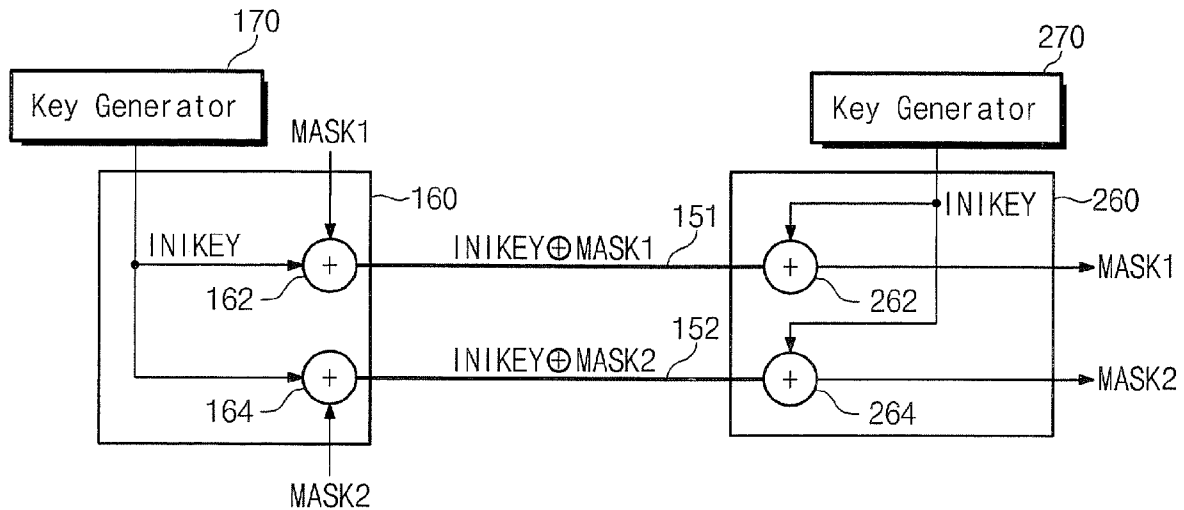 170
270
Key Generator
Key Generator
MASK1
160
INIKEY
260
INIKEY
INIKEY⊕MASK1
151
MASK1
+
+
162
262
INIKEY⊕MASK2
152
MASK2
+
+
164
264
MASK2